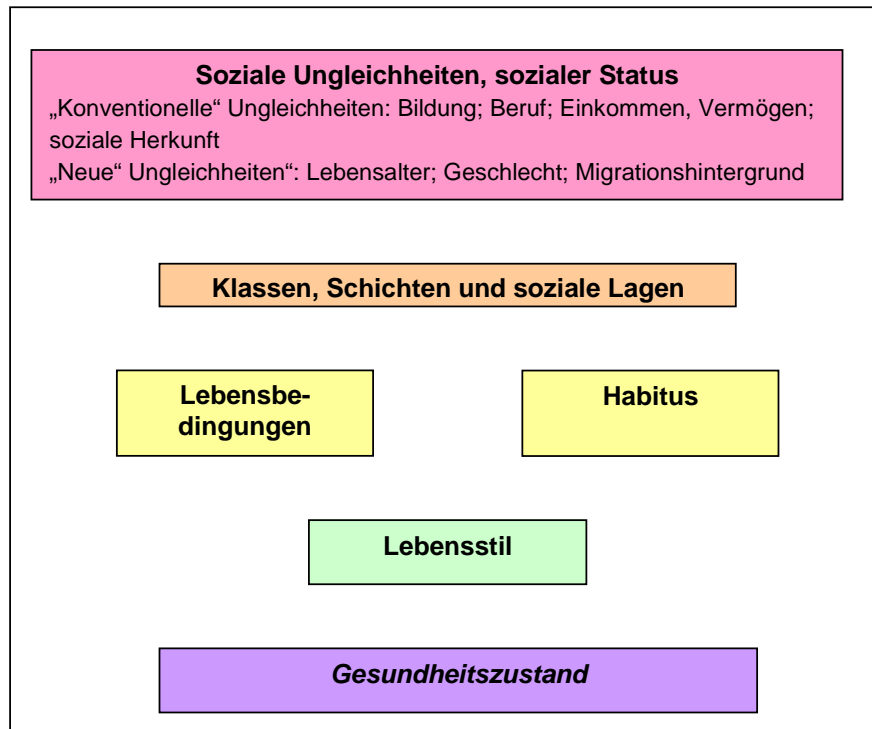 Soziale Ungleichheiten, sozialer Status
„Konventionelle“ Ungleichheiten: Bildung; Beruf; Einkommen, Vermögen;
soziale Herkunft
„Neue“ Ungleichheiten“: Lebensalter; Geschlecht; Migrationshintergrund
Klassen, Schichten und soziale Lagen
Lebensbe-
dingungen
Habitus
Lebensstil
Gesundheitszustand